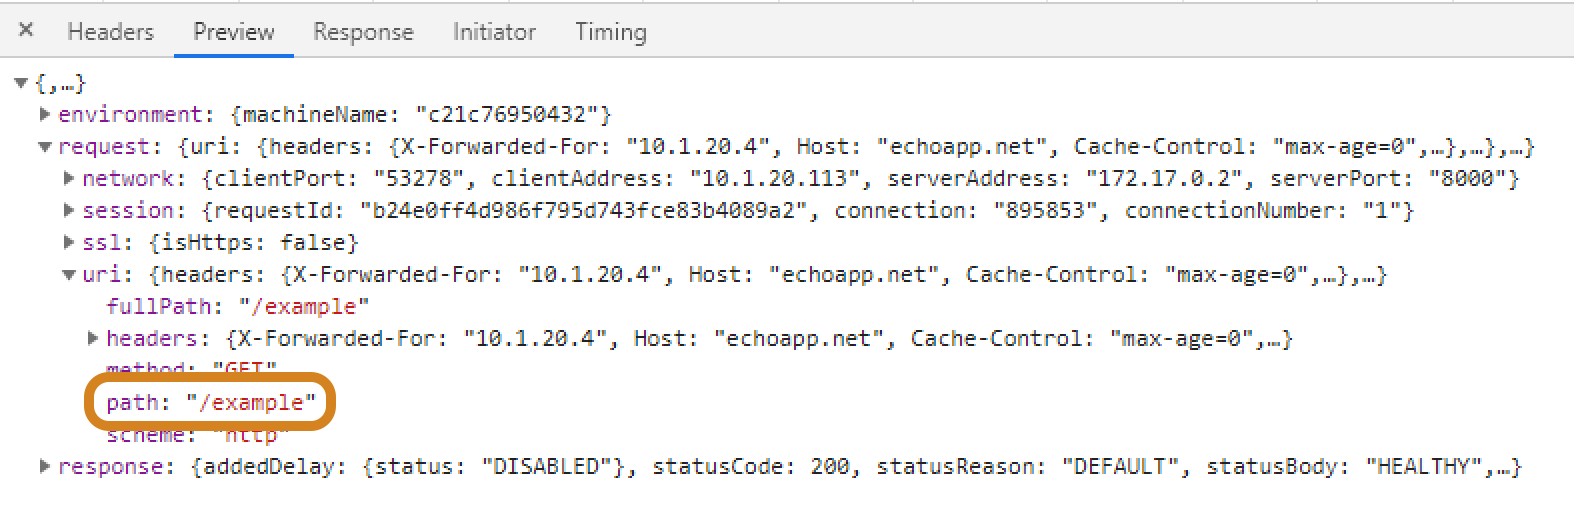 × Headers Preview Response Initiator Timing
▼{,…}
▶environment: {machineName: "c21c76950432"}
▼request: {uri: {headers: {X-Forwarded-For: "10.1.20.4", Host: "echoapp.net", Cache-Control: "max-age=0",…},…},…}
▶network: {clientPort: "53278", clientAddress: "10.1.20.113", serverAddress: "172.17.0.2", serverPort: "8000"}
▶session: {requestId: "b24e0ff4d986f795d743fce83b4089a2", connection: "895853", connectionNumber: "1"}
▶ssl: {isHttps: false}
▼uri: {headers: {X-Forwarded-For: "10.1.20.4", Host: "echoapp.net", Cache-Control: "max-age=0",…},…}
fullPath: "/example"
▶headers: {X-Forwarded-For: "10.1.20.4", Host: "echoapp.net", Cache-Control: "max-age=0",…}
method: "GET"
path: "/example"
scheme: "http"
▶response: {addedDelay: {status: "DISABLED"}, statusCode: 200, statusReason: "DEFAULT", statusBody: "HEALTHY",…}